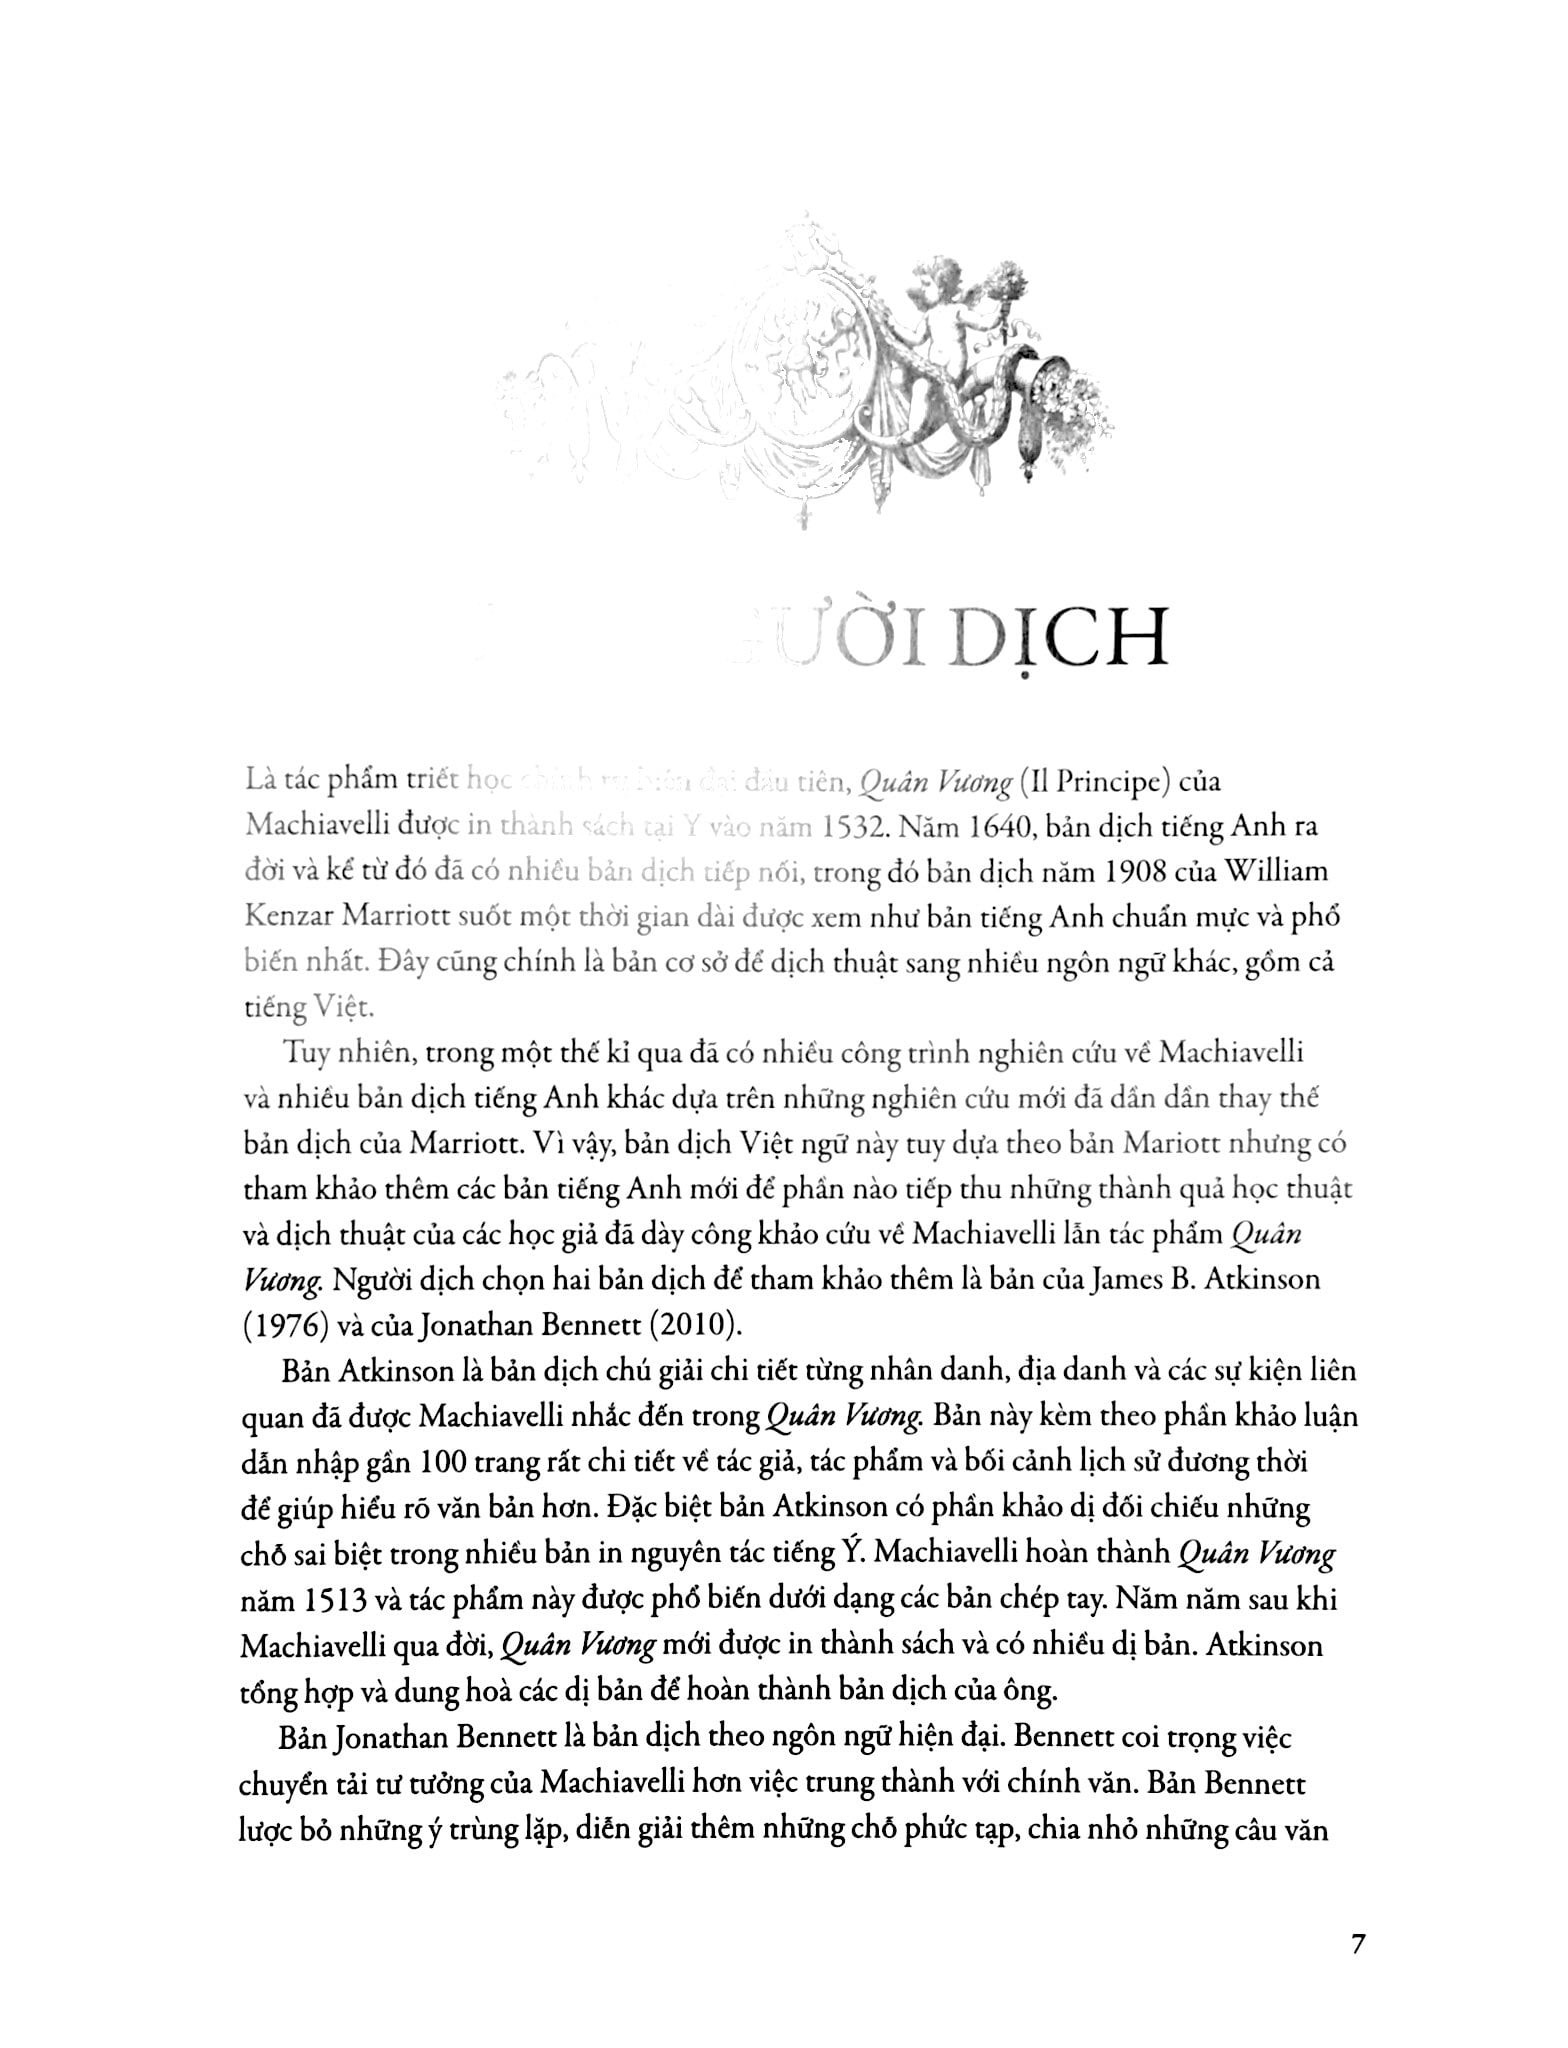 GƯỜI DỊCH
Là tác phẩm triết học chính trị hiện đại đầu tiên, Quân Vương (Il Principe) của
Machiavelli được in thành sách tại Ý vào năm 1532. Năm 1640, bản dịch tiếng Anh ra
đời và kể từ đó đã có nhiều bản dịch tiếp nối, trong đó bản dịch năm 1908 của William
Kenzar Marriott suốt một thời gian dài được xem như bản tiếng Anh chuẩn mực và phổ
biến nhất. Đây cũng chính là bản cơ sở để dịch thuật sang nhiều ngôn ngữ khác, gồm cả
tiếng Việt.
Tuy nhiên, trong một thế kỉ qua đã có nhiều công trình nghiên cứu về Machiavelli
và nhiều bản dịch tiếng Anh khác dựa trên những nghiên cứu mới đã dần dần thay thế
bản dịch của Marriott. Vì vậy, bản dịch Việt ngữ này tuy dựa theo bản Mariott nhưng có
tham khảo thêm các bản tiếng Anh mới để phần nào tiếp thu những thành quả học thuật
và dịch thuật của các học giả đã dày công khảo cứu về Machiavelli lẫn tác phẩm Quân
Vương. Người dịch chọn hai bản dịch để tham khảo thêm là bản của James B. Atkinson
(1976) và của Jonathan Bennett (2010).
Bản Atkinson là bản dịch chú giải chi tiết từng nhân danh, địa danh và các sự kiện liên
quan đã được Machiavelli nhắc đến trong Quân Vương. Bản này kèm theo phần khảo luận
dẫn nhập gần 100 trang rất chi tiết về tác giả, tác phẩm và bối cảnh lịch sử đương thời
để giúp hiểu rõ văn bản hơn. Đặc biệt bản Atkinson có phần khảo dị đối chiếu những
chỗ sai biệt trong nhiều bản in nguyên tác tiếng Ý. Machiavelli hoàn thành Quân Vương
năm 1513 và tác phẩm này được phổ biến dưới dạng các bản chép tay. Năm năm sau khi
Machiavelli qua đời, Quân Vương mới được in thành sách và có nhiều dị bản. Atkinson
tổng hợp và dung hoà các dị bản để hoàn thành bản dịch của ông.
Bản Jonathan Bennett là bản dịch theo ngôn ngữ hiện đại. Bennett coi trọng việc
chuyển tải tư tưởng của Machiavelli hơn việc trung thành với chính văn. Bản Bennett
lược bỏ những ý trùng lặp, diễn giải thêm những chỗ phức tạp, chia nhỏ những câu văn
7